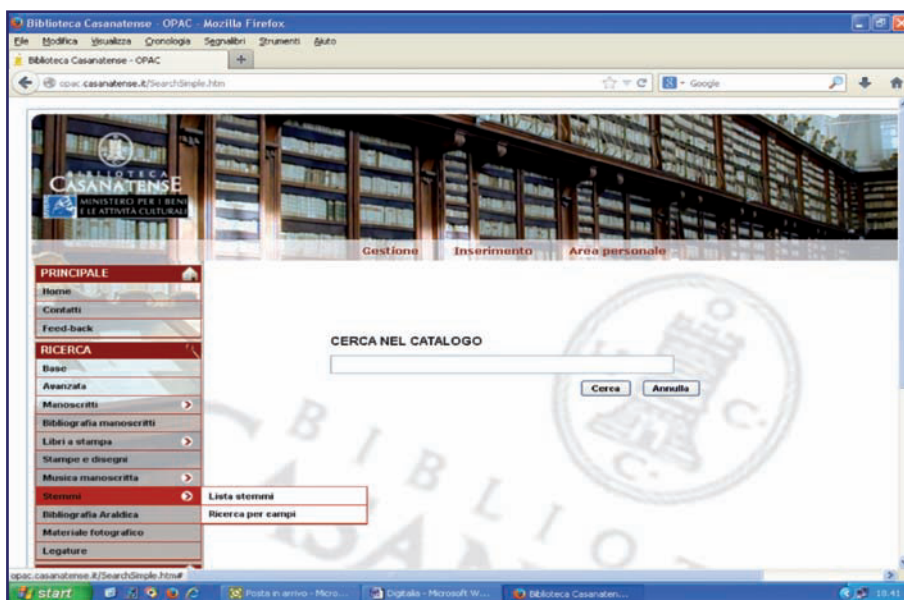 Biblioteca Casanatense - OPAC - Mozilla Firefox
File Modifica Visualizza Cronologia Segnalibri Strumenti Aiuto
Biblioteca Casanatense - OPAC +
opac.casanatense.it/SearchSimple.htm Google
BIBLIOTECA
CASANATENSE
MINISTERO PER I BENI
E LE ATTIVITÀ CULTURALI
Gestione Inserimento Area personale
PRINCIPALE
Home
Contatti
Feed-back
RICERCA
Base
Avanzata
Manoscritti
Bibliografia manoscritti
Libri a stampa
Stampe e disegni
Musica manoscritta
Stemmi
Bibliografia Araldica
Materiale fotografico
Legature
Lista stemmi
Ricerca per campi
CERCA NEL CATALOGO
Cerca Annulla
B. C.
BIBLIOT
CASAN
opac.casanatense.it/SearchSimple.htm#
start Posta in arrivo - Micro... Digitalia - Microsoft W... Biblioteca Casanaten... 18.41